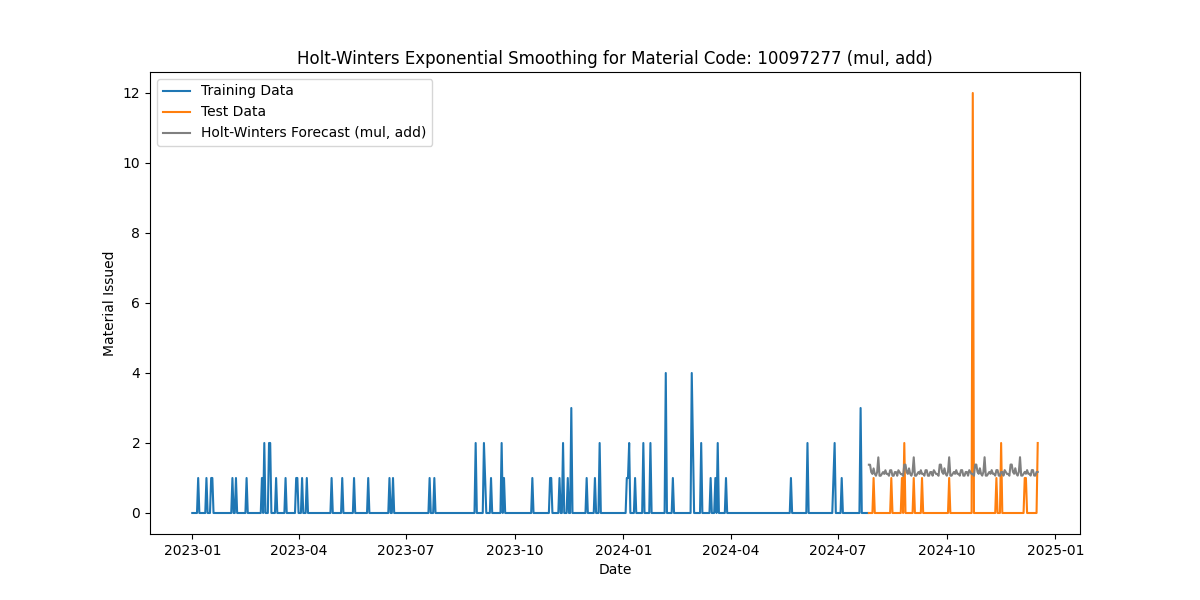 Holt-Winters Exponential Smoothing for Material Code: 10097277 (mul, add)
Training Data
Test Data
Holt-Winters Forecast (mul, add)
12
10
8
6
4
2
0
Material Issued
2023-01 2023-04 2023-07 2023-10 2024-01 2024-04 2024-07 2024-10 2025-01
Date